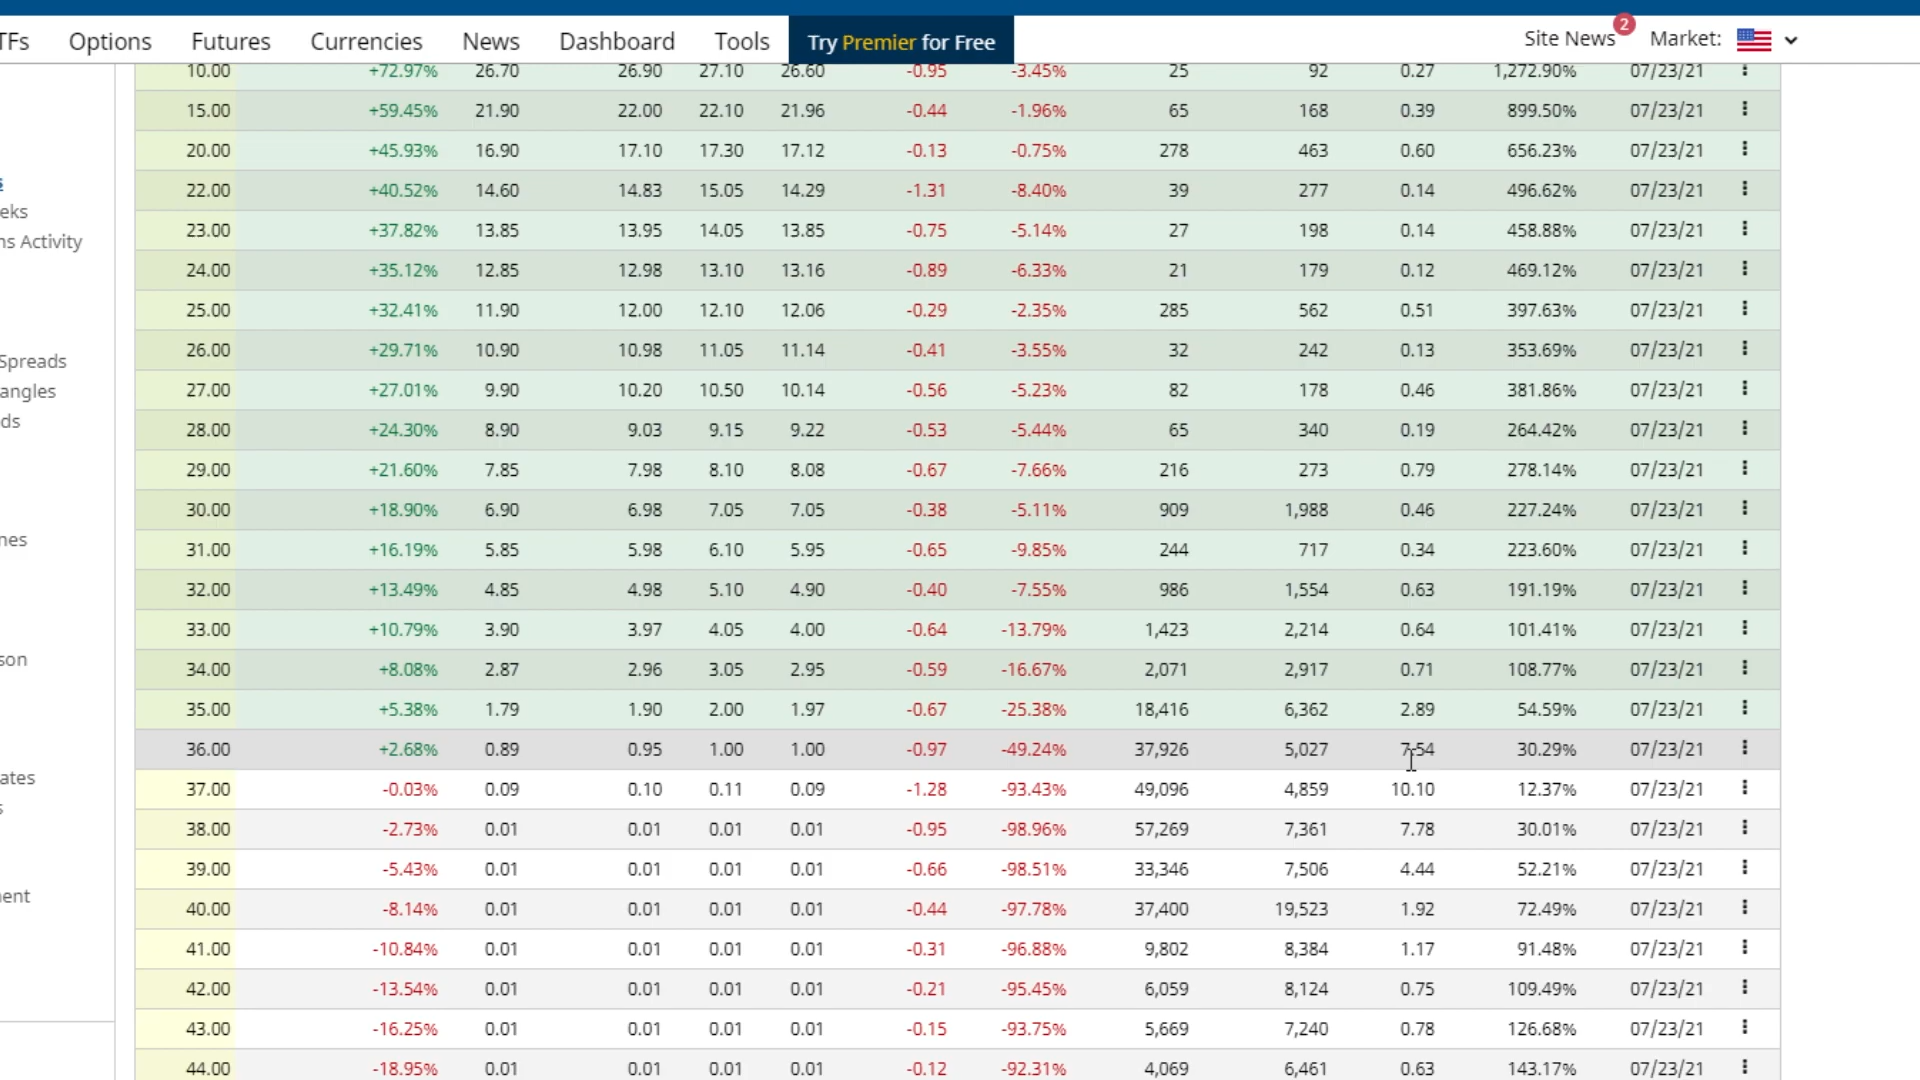 TFs Options Futures Currencies News Dashboard Tools Try Premier for Free Site News 2 Market:
10.00 +72.97% 26.70 26.90 27.10 26.60 -0.95 -3.45% 25 92 0.27 1,272.90% 07/23/21
15.00 +59.45% 21.90 22.00 22.10 21.96 -0.44 -1.96% 65 168 0.39 899.50% 07/23/21
20.00 +45.93% 16.90 17.10 17.30 17.12 -0.13 -0.75% 278 463 0.60 656.23% 07/23/21
s
22.00 +40.52% 14.60 14.83 15.05 14.29 -1.31 -8.40% 39 277 0.14 496.62% 07/23/21
eks
23.00 +37.82% 13.85 13.95 14.05 13.85 -0.75 -5.14% 27 198 0.14 458.88% 07/23/21
ns Activity
24.00 +35.12% 12.85 12.98 13.10 13.16 -0.89 -6.33% 21 179 0.12 469.12% 07/23/21
25.00 +32.41% 11.90 12.00 12.10 12.06 -0.29 -2.35% 285 562 0.51 397.63% 07/23/21
26.00 +29.71% 10.90 10.98 11.05 11.14 -0.41 -3.55% 32 242 0.13 353.69% 07/23/21
Spreads
27.00 +27.01% 9.90 10.20 10.50 10.14 -0.56 -5.23% 82 178 0.46 381.86% 07/23/21
angles
ds
28.00 +24.30% 8.90 9.03 9.15 9.22 -0.53 -5.44% 65 340 0.19 264.42% 07/23/21
29.00 +21.60% 7.85 7.98 8.10 8.08 -0.67 -7.66% 216 273 0.79 278.14% 07/23/21
30.00 +18.90% 6.90 6.98 7.05 7.05 -0.38 -5.11% 909 1,988 0.46 227.24% 07/23/21
nes
31.00 +16.19% 5.85 5.98 6.10 5.95 -0.65 -9.85% 244 717 0.34 223.60% 07/23/21
32.00 +13.49% 4.85 4.98 5.10 4.90 -0.40 -7.55% 986 1,554 0.63 191.19% 07/23/21
33.00 +10.79% 3.90 3.97 4.05 4.00 -0.64 -13.79% 1,423 2,214 0.64 101.41% 07/23/21
son
34.00 +8.08% 2.87 2.96 3.05 2.95 -0.59 -16.67% 2,071 2,917 0.71 108.77% 07/23/21
35.00 +5.38% 1.79 1.90 2.00 1.97 -0.67 -25.38% 18,416 6,362 2.89 54.59% 07/23/21
36.00 +2.68% 0.89 0.95 1.00 1.00 -0.97 -49.24% 37,926 5,027 7.54 30.29% 07/23/21
ates
37.00 -0.03% 0.09 0.10 0.11 0.09 -1.28 -93.43% 49,096 4,859 10.10 12.37% 07/23/21
s
38.00 -2.73% 0.01 0.01 0.01 0.01 -0.95 -98.96% 57,269 7,361 7.78 30.01% 07/23/21
39.00 -5.43% 0.01 0.01 0.01 0.01 -0.66 -98.51% 33,346 7,506 4.44 52.21% 07/23/21
ent
40.00 -8.14% 0.01 0.01 0.01 0.01 -0.44 -97.78% 37,400 19,523 1.92 72.49% 07/23/21
41.00 -10.84% 0.01 0.01 0.01 0.01 -0.31 -96.88% 9,802 8,384 1.17 91.48% 07/23/21
42.00 -13.54% 0.01 0.01 0.01 0.01 -0.21 -95.45% 6,059 8,124 0.75 109.49% 07/23/21
43.00 -16.25% 0.01 0.01 0.01 0.01 -0.15 -93.75% 5,669 7,240 0.78 126.68% 07/23/21
44.00 -18.95% 0.01 0.01 0.01 0.01 -0.12 -92.31% 4,069 6,461 0.63 143.17% 07/23/21